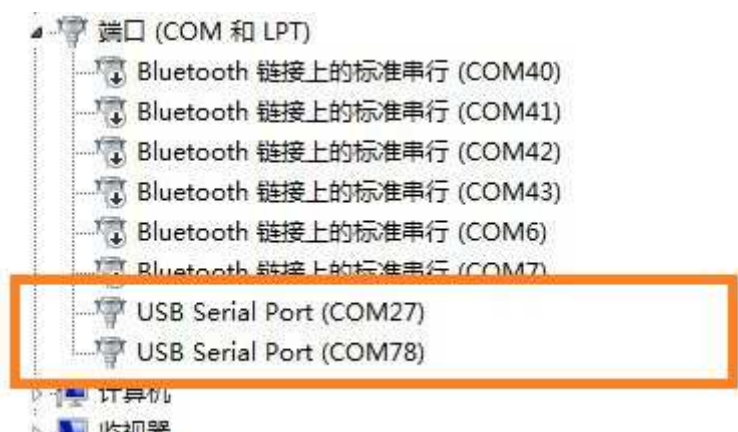 端口 (COM 和 LPT)
Bluetooth 链接上的标准串行 (COM40)
Bluetooth 链接上的标准串行 (COM41)
Bluetooth 链接上的标准串行 (COM42)
Bluetooth 链接上的标准串行 (COM43)
Bluetooth 链接上的标准串行 (COM6)
Bluetooth 链接上的标准串行 (COM7)
USB Serial Port (COM27)
USB Serial Port (COM78)
计算机
监视器